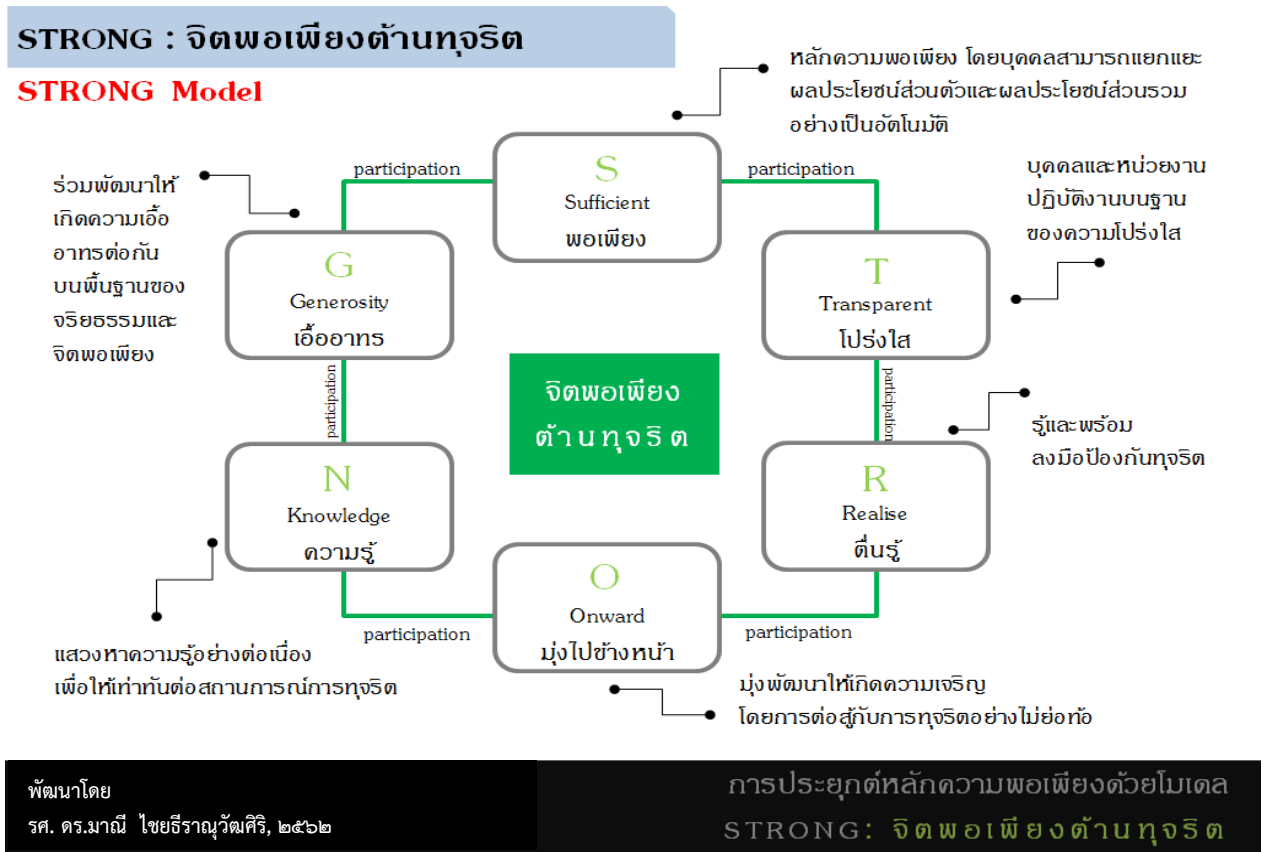 STRONG : จิตพอเพียงต้านทุจริต
STRONG Model
หลักความพอเพียง โดยบุคคลสามารถแยกแยะ
ผลประโยชน์ส่วนตัวและผลประโยชน์ส่วนรวม
อย่างเป็นอัตโนมัติ
participation
S
Sufficient
พอเพียง
participation
บุคคลและหน่วยงาน
ปฏิบัติงานบนฐาน
ของความโปร่งใส
ร่วมพัฒนาให้
เกิดความเอื้อ
อาทรต่อกัน
บนพื้นฐานของ
จริยธรรมและ
จิตพอเพียง
G
Generosity
เอื้ออาทร
T
Transparent
โปร่งใส
participation
จิตพอเพียง
ต้านทุจริต
participation
รู้และพร้อม
ลงมือป้องกันทุจริต
N
Knowledge
ความรู้
R
Realise
ตื่นรู้
O
Onward
มุ่งไปข้างหน้า
participation
participation
แสวงหาความรู้อย่างต่อเนื่อง
เพื่อให้เท่าทันต่อสถานการณ์การทุจริต
มุ่งพัฒนาให้เกิดความเจริญ
โดยการต่อสู้กับการทุจริตอย่างไม่ย่อท้อ
พัฒนาโดย
รศ. ดร.มาณี ไชยธีรานุวัฒศิริ, ๒๕๖๒
การประยุกต์หลักความพอเพียงด้วยโมเดล
STRONG: จิตพอเพียงต้านทุจริต